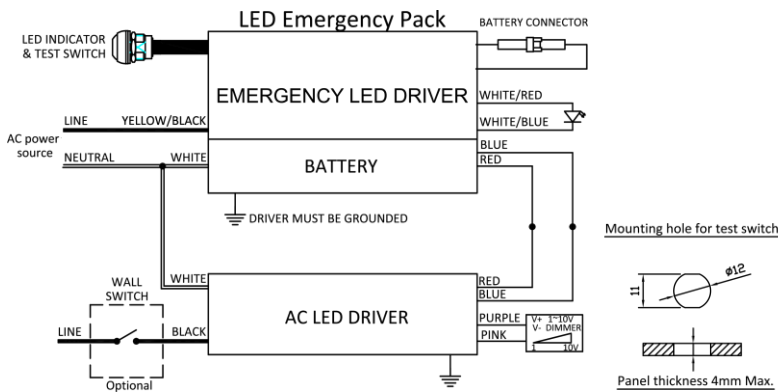 LED Emergency Pack
LED INDICATOR
& TEST SWITCH
BATTERY CONNECTOR
EMERGENCY LED DRIVER
WHITE/RED
WHITE/BLUE
LINE
YELLOW/BLACK
AC power
source
NEUTRAL
WHITE
BATTERY
BLUE
RED
DRIVER MUST BE GROUNDED
Mounting hole for test switch
WHITE
RED
BLUE
WALL
SWITCH
AC LED DRIVER
LINE
BLACK
PURPLE
PINK
V+ 1~10V
V- DIMMER
1 10V
Optional
11
ø12
Panel thickness 4mm Max.